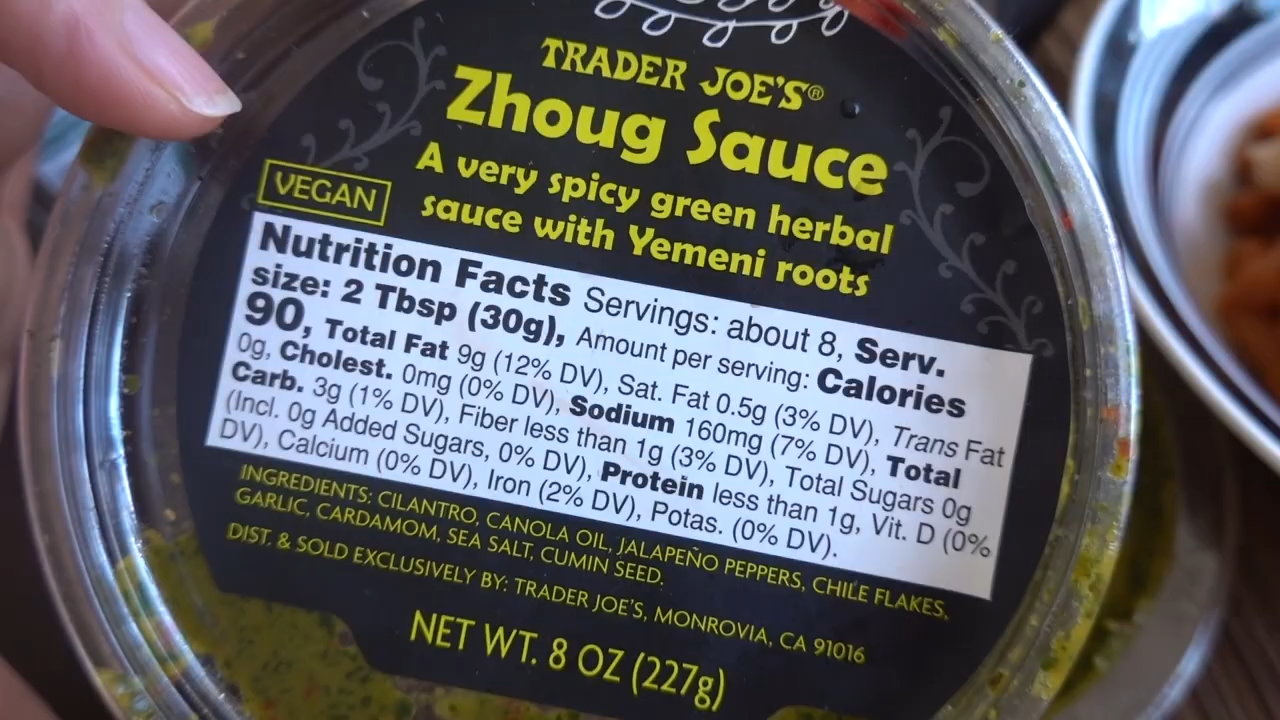 TRADER JOE'S®
Zhoug Sauce
A very spicy green herbal
sauce with Yemeni roots
VEGAN
Nutrition Facts Servings: about 8, Serv.
size: 2 Tbsp (30g), Amount per serving: Calories
90, Total Fat 9g (12% DV), Sat. Fat 0.5g (3% DV), Trans Fat
0g, Cholest. 0mg (0% DV), Sodium 160mg (7% DV), Total
Carb. 3g (1% DV), Fiber less than 1g (3% DV), Total Sugars 0g
(Incl. 0g Added Sugars, 0% DV), Protein less than 1g, Vit. D (0%
DV), Calcium (0% DV), Iron (2% DV), Potas. (0% DV).
INGREDIENTS: CILANTRO, CANOLA OIL, JALAPEÑO PEPPERS, CHILE FLAKES,
GARLIC, CARDAMOM, SEA SALT, CUMIN SEED.
DIST. & SOLD EXCLUSIVELY BY: TRADER JOE'S, MONROVIA, CA 91016
NET WT. 8 OZ (227g)